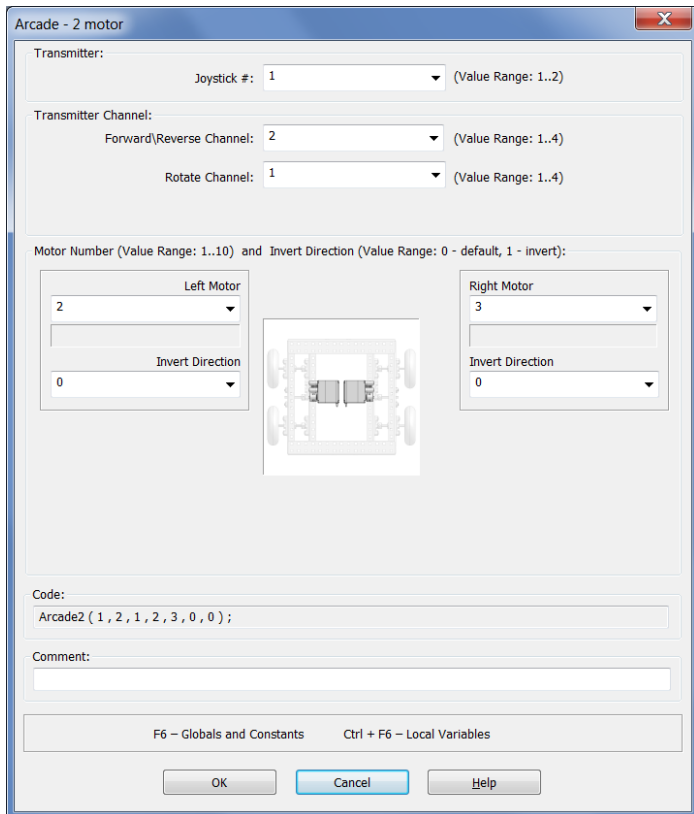 Arcade - 2 motor
X
Transmitter:
Joystick #: 1 (Value Range: 1..2)
Transmitter Channel:
Forward\Reverse Channel: 2 (Value Range: 1..4)
Rotate Channel: 1 (Value Range: 1..4)
Motor Number (Value Range: 1..10) and Invert Direction (Value Range: 0 - default, 1 - invert):
Left Motor
2
Invert Direction
0
Right Motor
3
Invert Direction
0
Code:
Arcade2 ( 1 , 2 , 1 , 2 , 3 , 0 , 0 ) ;
Comment:
F6 – Globals and Constants Ctrl + F6 – Local Variables
OK Cancel Help